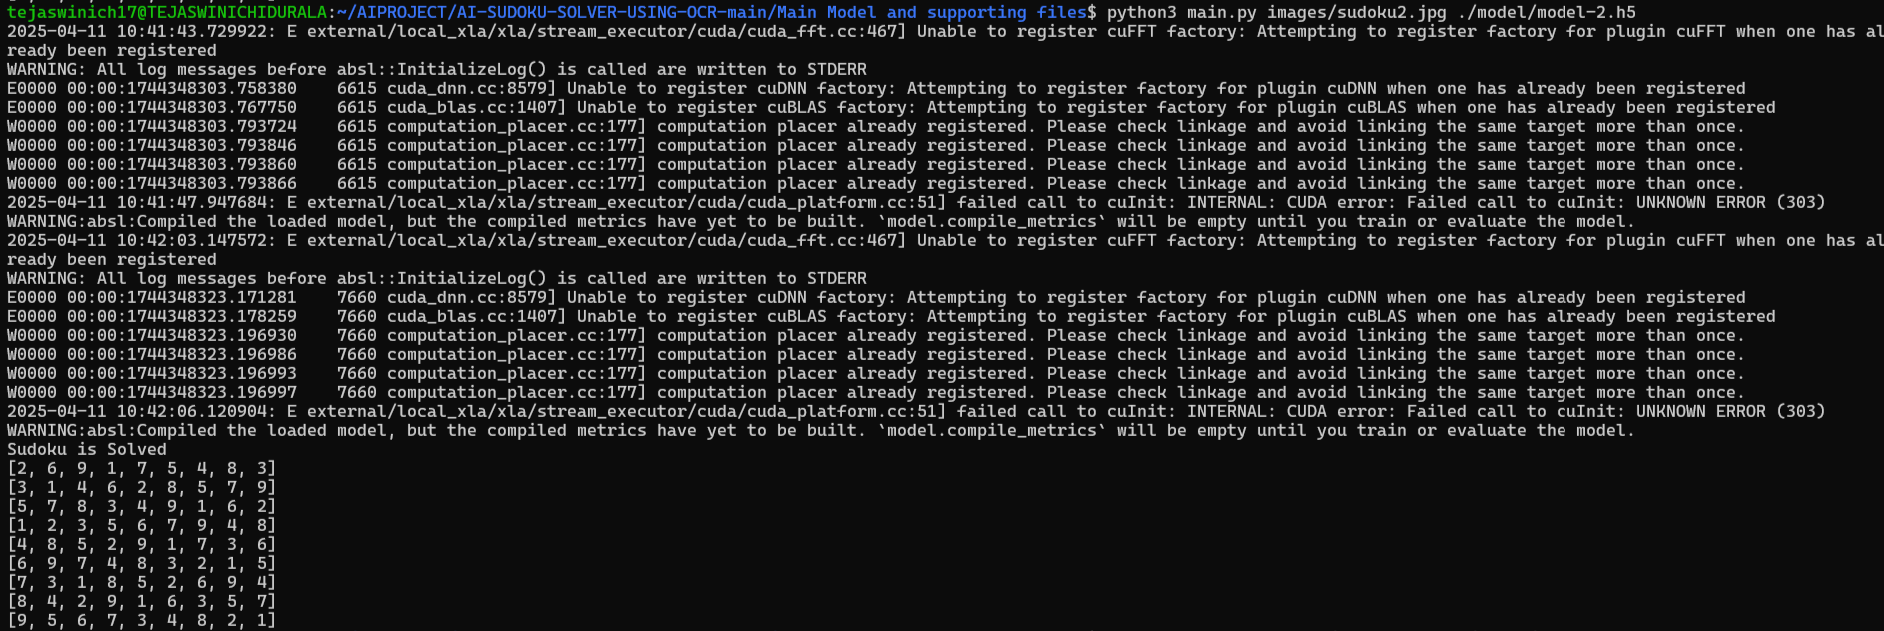 tejaswinich17@TEJASWINICHIDURALA:~/AIPROJECT/AI-SUDOKU-SOLVER-USING-OCR-main/Main Model and supporting files$ python3 main.py images/sudoku2.jpg ./model/model-2.h5
2025-04-11 10:41:43.729922: E external/local_xla/xla/stream_executor/cuda/cuda_fft.cc:467] Unable to register cuFFT factory: Attempting to register factory for plugin cuFFT when one has al
ready been registered
WARNING: All log messages before absl::InitializeLog() is called are written to STDERR
E0000 00:00:1744348303.758380    6615 cuda_dnn.cc:8579] Unable to register cuDNN factory: Attempting to register factory for plugin cuDNN when one has already been registered
E0000 00:00:1744348303.767750    6615 cuda_blas.cc:1407] Unable to register cuBLAS factory: Attempting to register factory for plugin cuBLAS when one has already been registered
W0000 00:00:1744348303.793724    6615 computation_placer.cc:177] computation placer already registered. Please check linkage and avoid linking the same target more than once.
W0000 00:00:1744348303.793846    6615 computation_placer.cc:177] computation placer already registered. Please check linkage and avoid linking the same target more than once.
W0000 00:00:1744348303.793860    6615 computation_placer.cc:177] computation placer already registered. Please check linkage and avoid linking the same target more than once.
W0000 00:00:1744348303.793866    6615 computation_placer.cc:177] computation placer already registered. Please check linkage and avoid linking the same target more than once.
2025-04-11 10:41:47.947684: E external/local_xla/xla/stream_executor/cuda/cuda_platform.cc:51] failed call to cuInit: INTERNAL: CUDA error: Failed call to cuInit: UNKNOWN ERROR (303)
WARNING:absl:Compiled the loaded model, but the compiled metrics have yet to be built. `model.compile_metrics` will be empty until you train or evaluate the model.
2025-04-11 10:42:03.147572: E external/local_xla/xla/stream_executor/cuda/cuda_fft.cc:467] Unable to register cuFFT factory: Attempting to register factory for plugin cuFFT when one has al
ready been registered
WARNING: All log messages before absl::InitializeLog() is called are written to STDERR
E0000 00:00:1744348323.171281    7660 cuda_dnn.cc:8579] Unable to register cuDNN factory: Attempting to register factory for plugin cuDNN when one has already been registered
E0000 00:00:1744348323.178259    7660 cuda_blas.cc:1407] Unable to register cuBLAS factory: Attempting to register factory for plugin cuBLAS when one has already been registered
W0000 00:00:1744348323.196930    7660 computation_placer.cc:177] computation placer already registered. Please check linkage and avoid linking the same target more than once.
W0000 00:00:1744348323.196986    7660 computation_placer.cc:177] computation placer already registered. Please check linkage and avoid linking the same target more than once.
W0000 00:00:1744348323.196993    7660 computation_placer.cc:177] computation placer already registered. Please check linkage and avoid linking the same target more than once.
W0000 00:00:1744348323.196997    7660 computation_placer.cc:177] computation placer already registered. Please check linkage and avoid linking the same target more than once.
2025-04-11 10:42:06.120904: E external/local_xla/xla/stream_executor/cuda/cuda_platform.cc:51] failed call to cuInit: INTERNAL: CUDA error: Failed call to cuInit: UNKNOWN ERROR (303)
WARNING:absl:Compiled the loaded model, but the compiled metrics have yet to be built. `model.compile_metrics` will be empty until you train or evaluate the model.
Sudoku is Solved
[2, 6, 9, 1, 7, 5, 4, 8, 3]
[3, 1, 4, 6, 2, 8, 5, 7, 9]
[5, 7, 8, 3, 4, 9, 1, 6, 2]
[1, 2, 3, 5, 6, 7, 9, 4, 8]
[4, 8, 5, 2, 9, 1, 7, 3, 6]
[6, 9, 7, 4, 8, 3, 2, 1, 5]
[7, 3, 1, 8, 5, 2, 6, 9, 4]
[8, 4, 2, 9, 1, 6, 3, 5, 7]
[9, 5, 6, 7, 3, 4, 8, 2, 1]